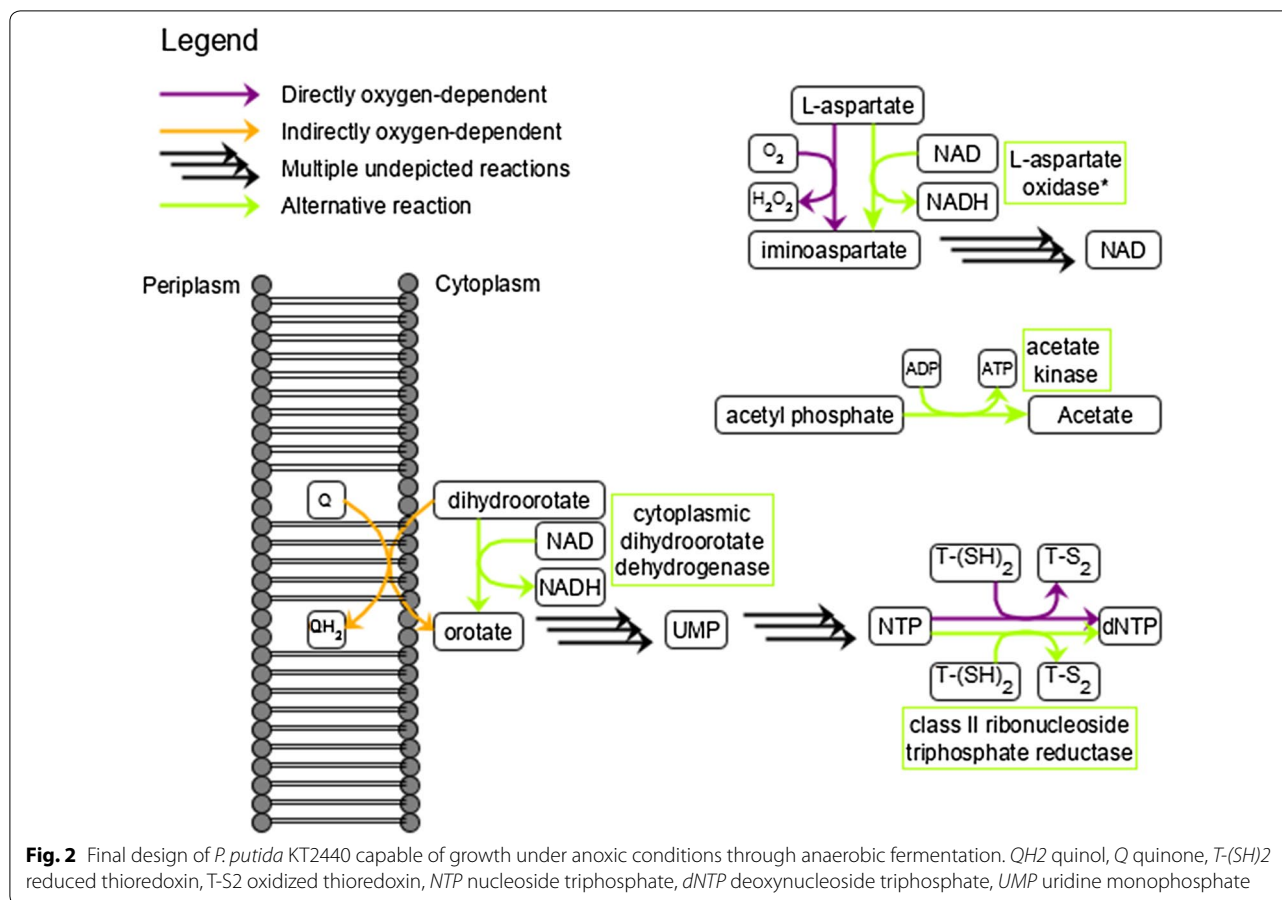 Legend
Directly oxygen-dependent
Indirectly oxygen-dependent
Multiple undepicted reactions
Alternative reaction
L-aspartate
O2
NAD
H2O2
NADH
L-aspartate
oxidase*
iminoaspartate
NAD
Periplasm
Cytoplasm
ADP
ATP
acetate
kinase
acetyl phosphate
Acetate
Q
dihydroorotate
NAD
NADH
cytoplasmic
dihydroorotate
dehydrogenase
QH2
orotate
UMP
T-(SH)2
T-S2
NTP
dNTP
T-(SH)2
T-S2
class II ribonucleoside
triphosphate reductase
Fig. 2 Final design of P. putida KT2440 capable of growth under anoxic conditions through anaerobic fermentation. QH2 quinol, Q quinone, T-(SH)2
reduced thioredoxin, T-S2 oxidized thioredoxin, NTP nucleoside triphosphate, dNTP deoxynucleoside triphosphate, UMP uridine monophosphate